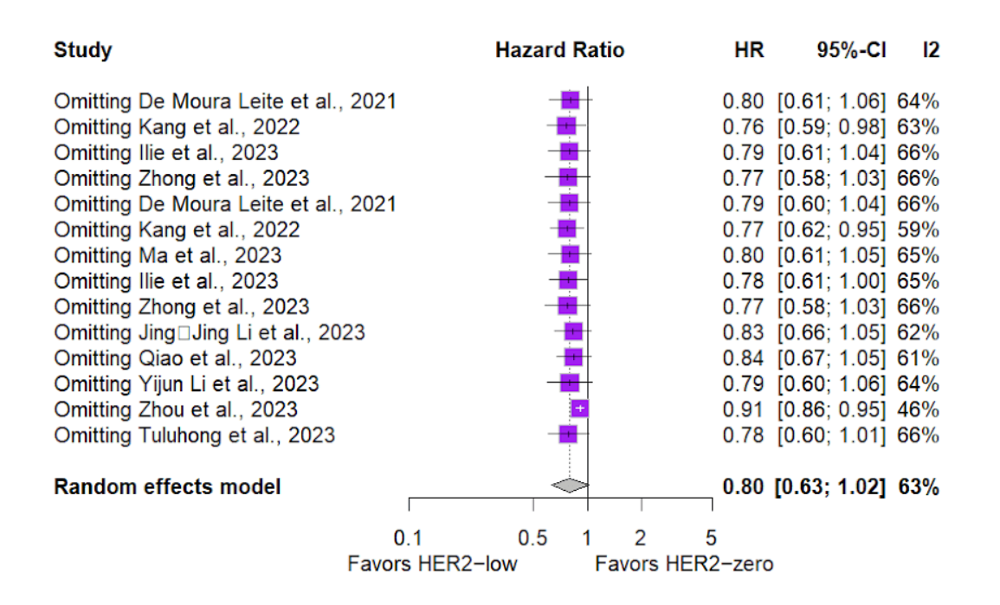 Study Hazard Ratio HR 95%-CI I2
Omitting De Moura Leite et al., 2021 0.80 [0.61; 1.06] 64%
Omitting Kang et al., 2022 0.76 [0.59; 0.98] 63%
Omitting Ilie et al., 2023 0.79 [0.61; 1.04] 66%
Omitting Zhong et al., 2023 0.77 [0.58; 1.03] 66%
Omitting De Moura Leite et al., 2021 0.79 [0.60; 1.04] 66%
Omitting Kang et al., 2022 0.77 [0.62; 0.95] 59%
Omitting Ma et al., 2023 0.80 [0.61; 1.05] 65%
Omitting Ilie et al., 2023 0.78 [0.61; 1.00] 65%
Omitting Zhong et al., 2023 0.77 [0.58; 1.03] 66%
Omitting Jing□Jing Li et al., 2023 0.83 [0.66; 1.05] 62%
Omitting Qiao et al., 2023 0.84 [0.67; 1.05] 61%
Omitting Yijun Li et al., 2023 0.79 [0.60; 1.06] 64%
Omitting Zhou et al., 2023 0.91 [0.86; 0.95] 46%
Omitting Tuluhong et al., 2023 0.78 [0.60; 1.01] 66%
Random effects model 0.80 [0.63; 1.02] 63%
0.1 0.5 1 2 5
Favors HER2−low Favors HER2−zero